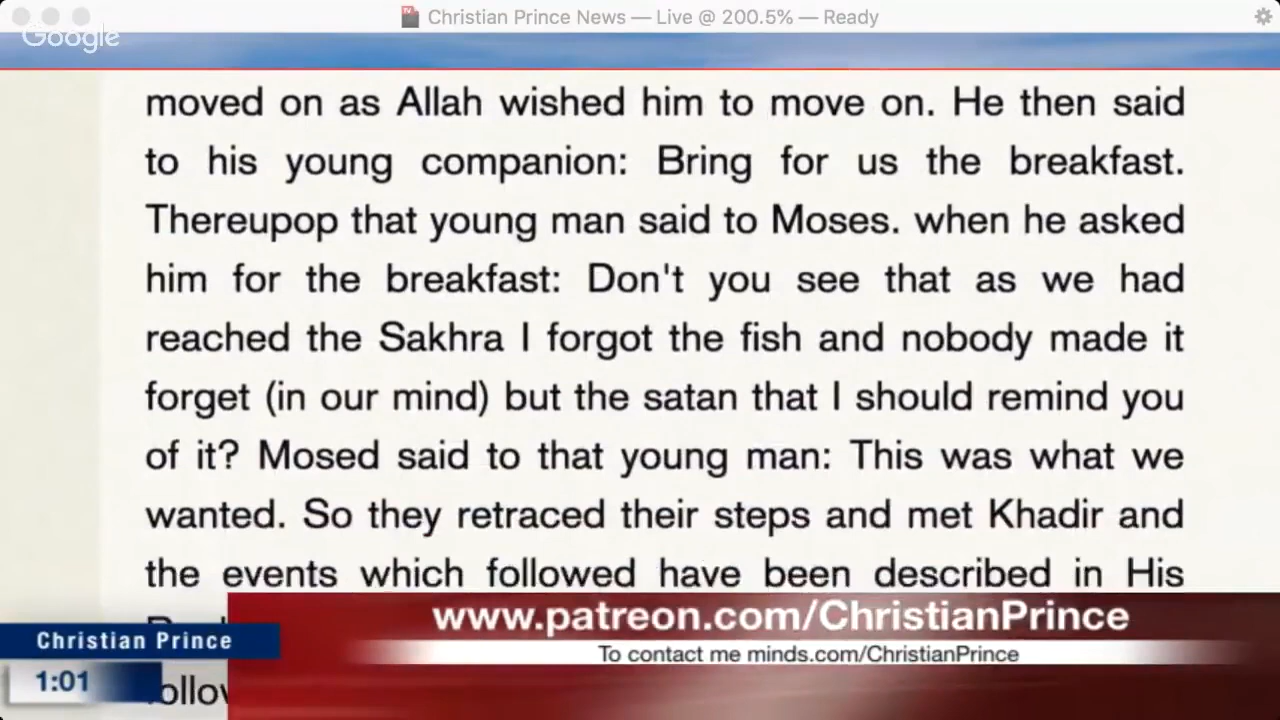 Christian Prince News — Live @ 200.5% — Ready
Google
moved on as Allah wished him to move on. He then said
to his young companion: Bring for us the breakfast.
Thereupop that young man said to Moses. when he asked
him for the breakfast: Don't you see that as we had
reached the Sakhra I forgot the fish and nobody made it
forget (in our mind) but the satan that I should remind you
of it? Mosed said to that young man: This was what we
wanted. So they retraced their steps and met Khadir and
the events which followed have been described in His
www.patreon.com/ChristianPrince
Christian Prince
To contact me minds.com/ChristianPrince
1:01